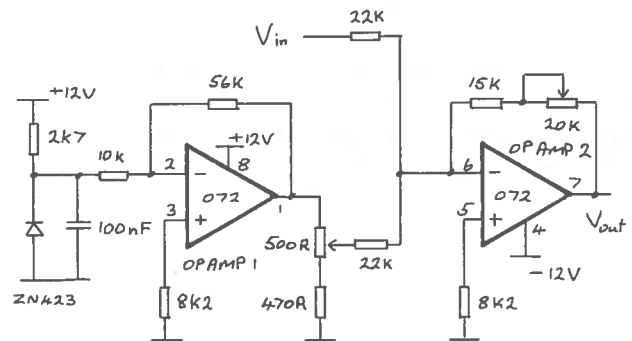 22K
Vin
+12V
2k7
56K
15K
20K
OPAMP 2
+12V
10k
2
8
-
072
1
3
+
100nF
OPAMP 1
500R
22K
6
-
072
7
5
+
4
Vout
-12V
ZN423
8K2
470R
8K2